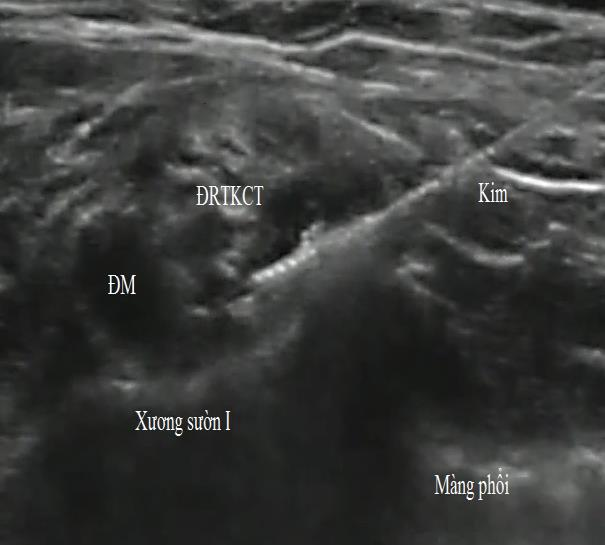 Kim
ĐRTKCT
ĐM
Xương sườn I
Màng phổi